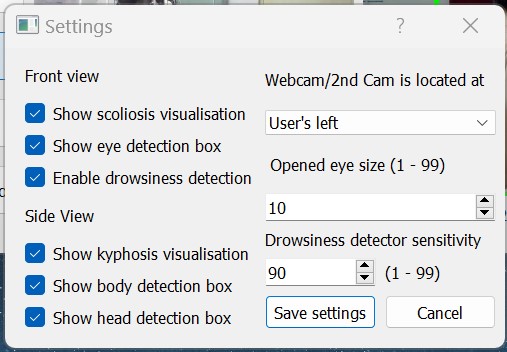 Settings
?
Front view
Show scoliosis visualisation
Show eye detection box
Enable drowsiness detection
Side View
Show kyphosis visualisation
Show body detection box
Show head detection box
Webcam/2nd Cam is located at
User's left
Opened eye size (1 - 99)
10
Drowsiness detector sensitivity
90 (1 - 99)
Save settings Cancel